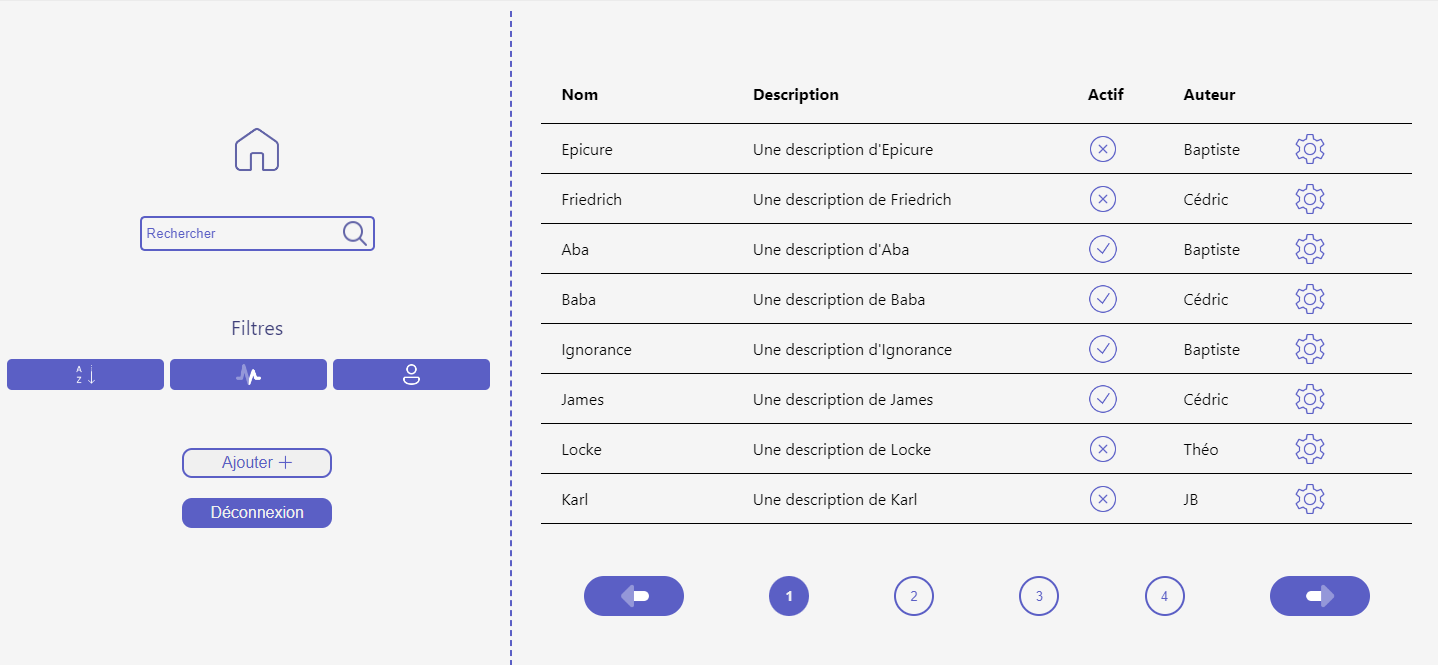 Rechercher
Filtres
A
Z
Ajouter
Déconnexion
Nom Description Actif Auteur
Epicure Une description d'Epicure Baptiste
Friedrich Une description de Friedrich Cédric
Aba Une description d'Aba Baptiste
Baba Une description de Baba Cédric
Ignorance Une description d'Ignorance Baptiste
James Une description de James Cédric
Locke Une description de Locke Théo
Karl Une description de Karl JB
1 2 3 4